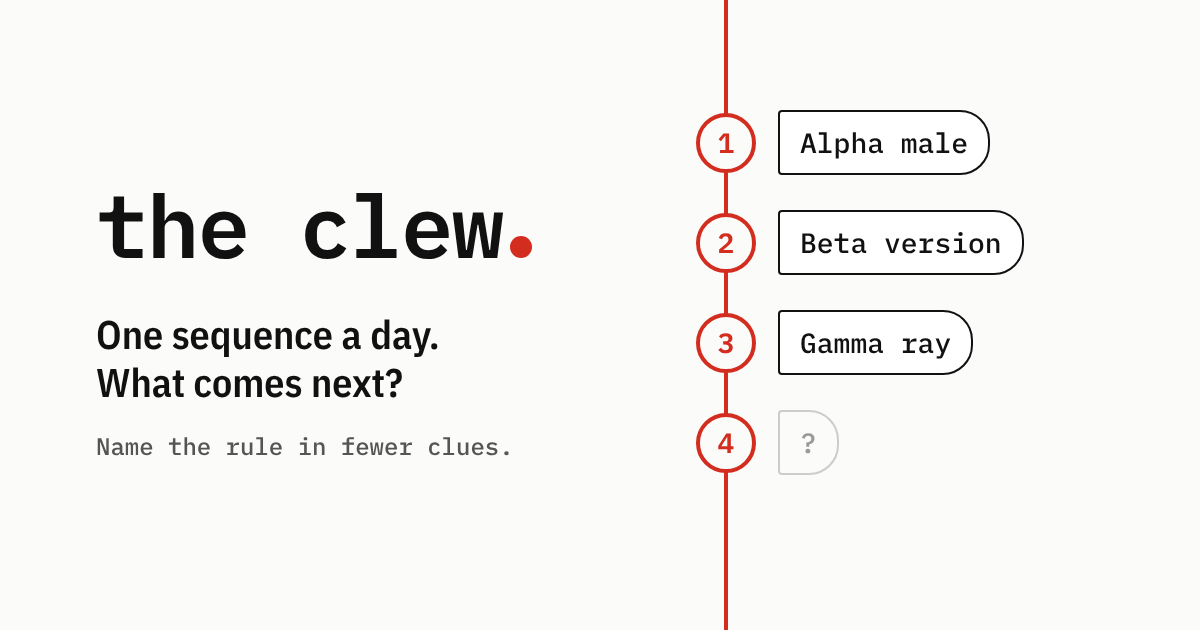 the clew.
One sequence a day.
What comes next?
Name the rule in fewer clues.
1 Alpha male
2 Beta version
3 Gamma ray
4 ?